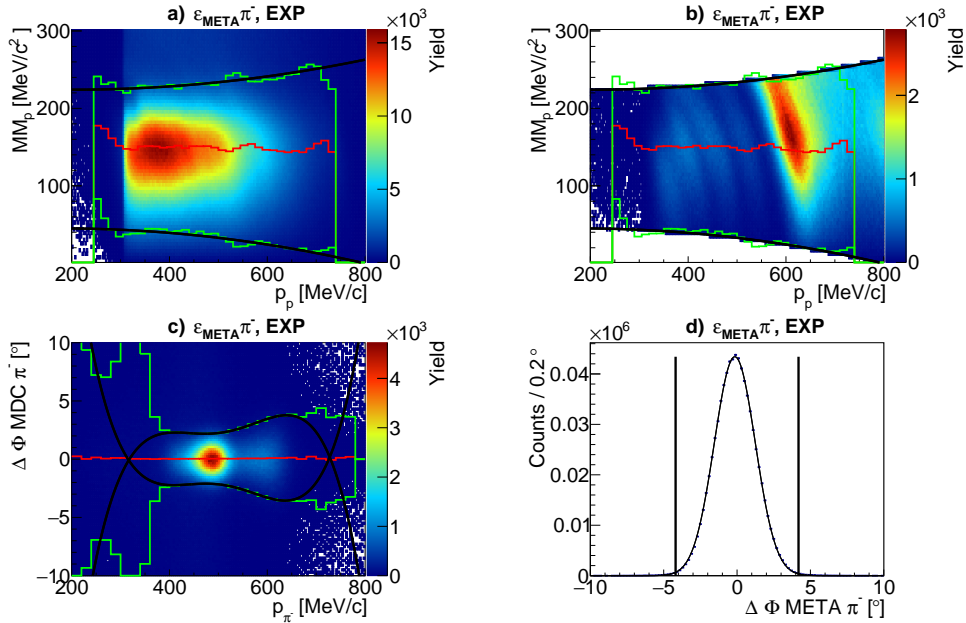 a) ε_META π⁻, EXP
×10³
MM_p [MeV/c²]
300
200
100
200 400 600 800
p_p [MeV/c]
15
10
5
0
Yield
b) ε_META π⁻, EXP
×10³
MM_p [MeV/c²]
300
200
100
200 400 600 800
p_p [MeV/c]
2
1
0
Yield
c) ε_META π⁻, EXP
×10³
Δ Φ MDC π⁻ [°]
10
5
0
−5
−10
200 400 600 800
p_π⁻ [MeV/c]
4
3
2
1
0
Yield
d) ε_META π⁻, EXP
×10⁶
Counts / 0.2°
0.04
0.03
0.02
0.01
0
−10 −5 0 5 10
Δ Φ META π⁻ [°]